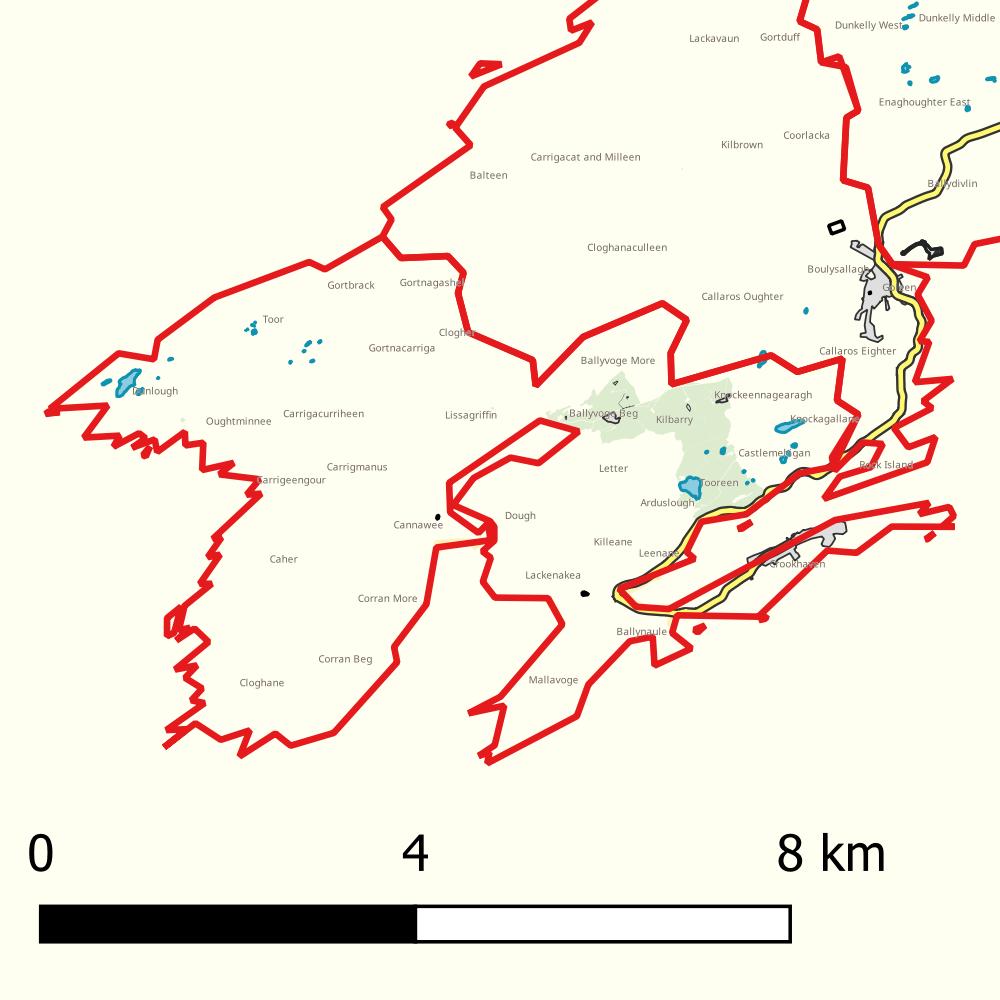 Dunkelly Middle
Dunkelly West
Lackavaun
Gortduff
Enaghoughter East
Coorlacka
Kilbrown
Carrigacat and Milleen
Balteen
Ballydivlin
Cloghanaculleen
Boulysallagh
Gortnagashel
Gortbrack
Goleen
Callaros Oughter
Toor
Clogher
Gortnacarriga
Callaros Eighter
Ballyvoge More
Dunlough
Knockeennagearagh
Carrigacurriheen
Ballyvoge Beg
Lissagriffin
Kilbarry
Knockagallane
Oughtminnee
Castlemehigan
Rock Island
Carrigmanus
Letter
Carrigeengour
Tooreen
Arduslough
Dough
Cannawee
Killeane
Leenane
Caher
Crookhaven
Lackenakea
Corran More
Ballynaule
Corran Beg
Mallavoge
Cloghane
0 4 8 km